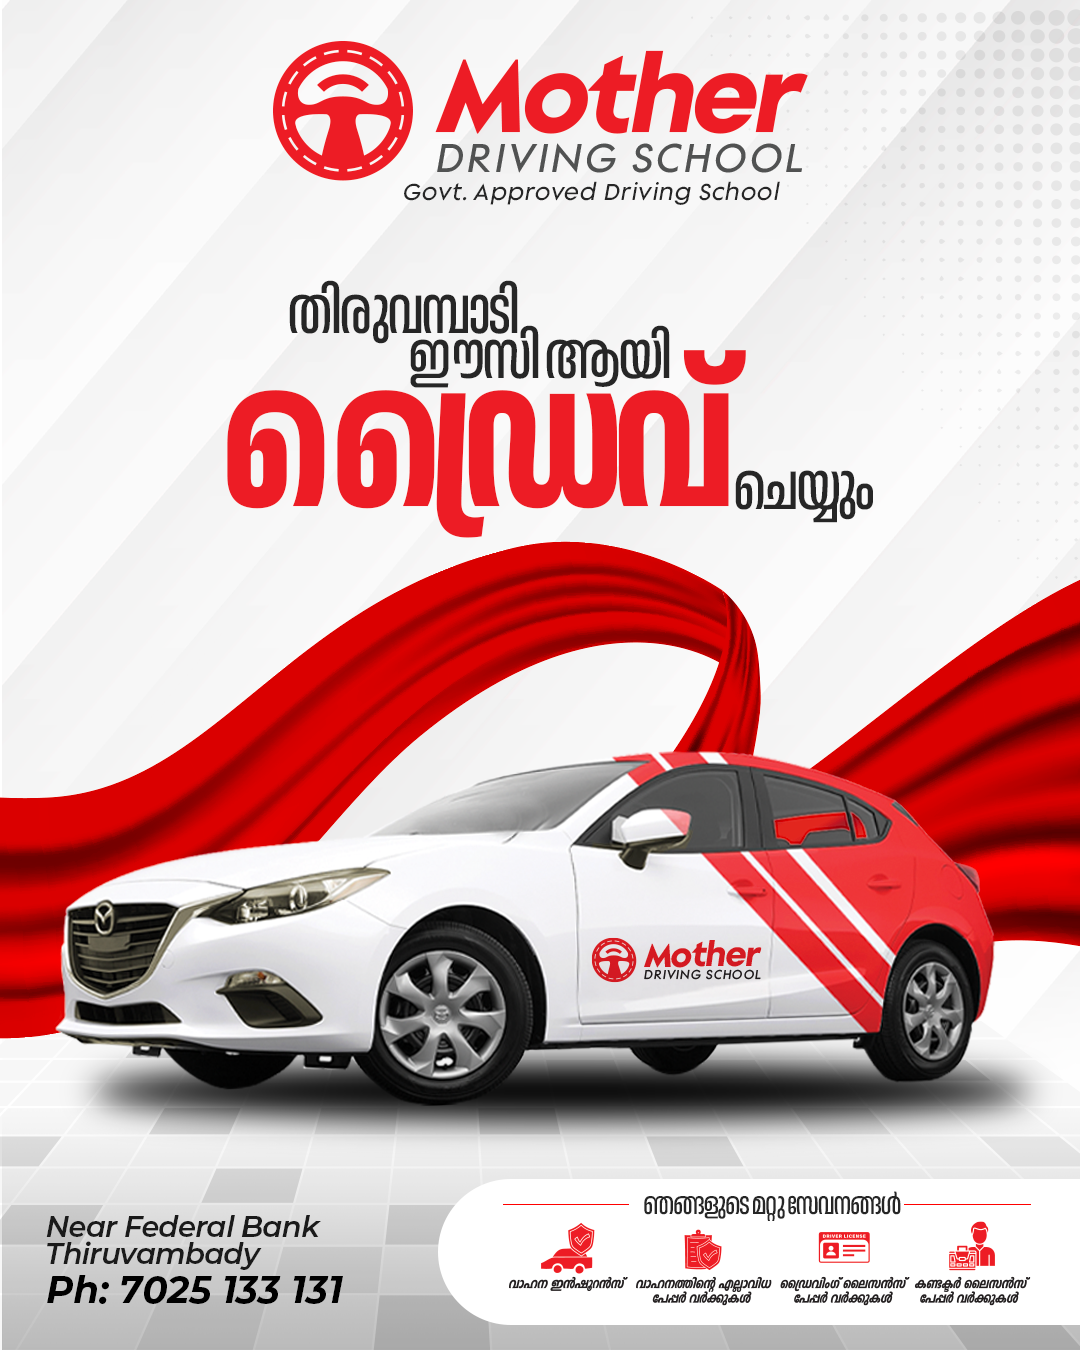 Mother
DRIVING SCHOOL
Govt. Approved Driving School
തിരുവമ്പാടി
ഈസി ആയി
ഡ്രൈവ് ചെയ്യും
Mother
DRIVING SCHOOL
Near Federal Bank
Thiruvambady
Ph: 7025 133 131
ഞങ്ങളുടെ മറ്റു സേവനങ്ങൾ
DRIVER LICENSE
വാഹന ഇൻഷൂറൻസ്
വാഹനത്തിന്റെ എല്ലാവിധ
പേപ്പർ വർക്കുകൾ
ഡ്രൈവിംഗ് ലൈസൻസ്
പേപ്പർ വർക്കുകൾ
കണ്ടക്ടർ ലൈസൻസ്
പേപ്പർ വർക്കുകൾ